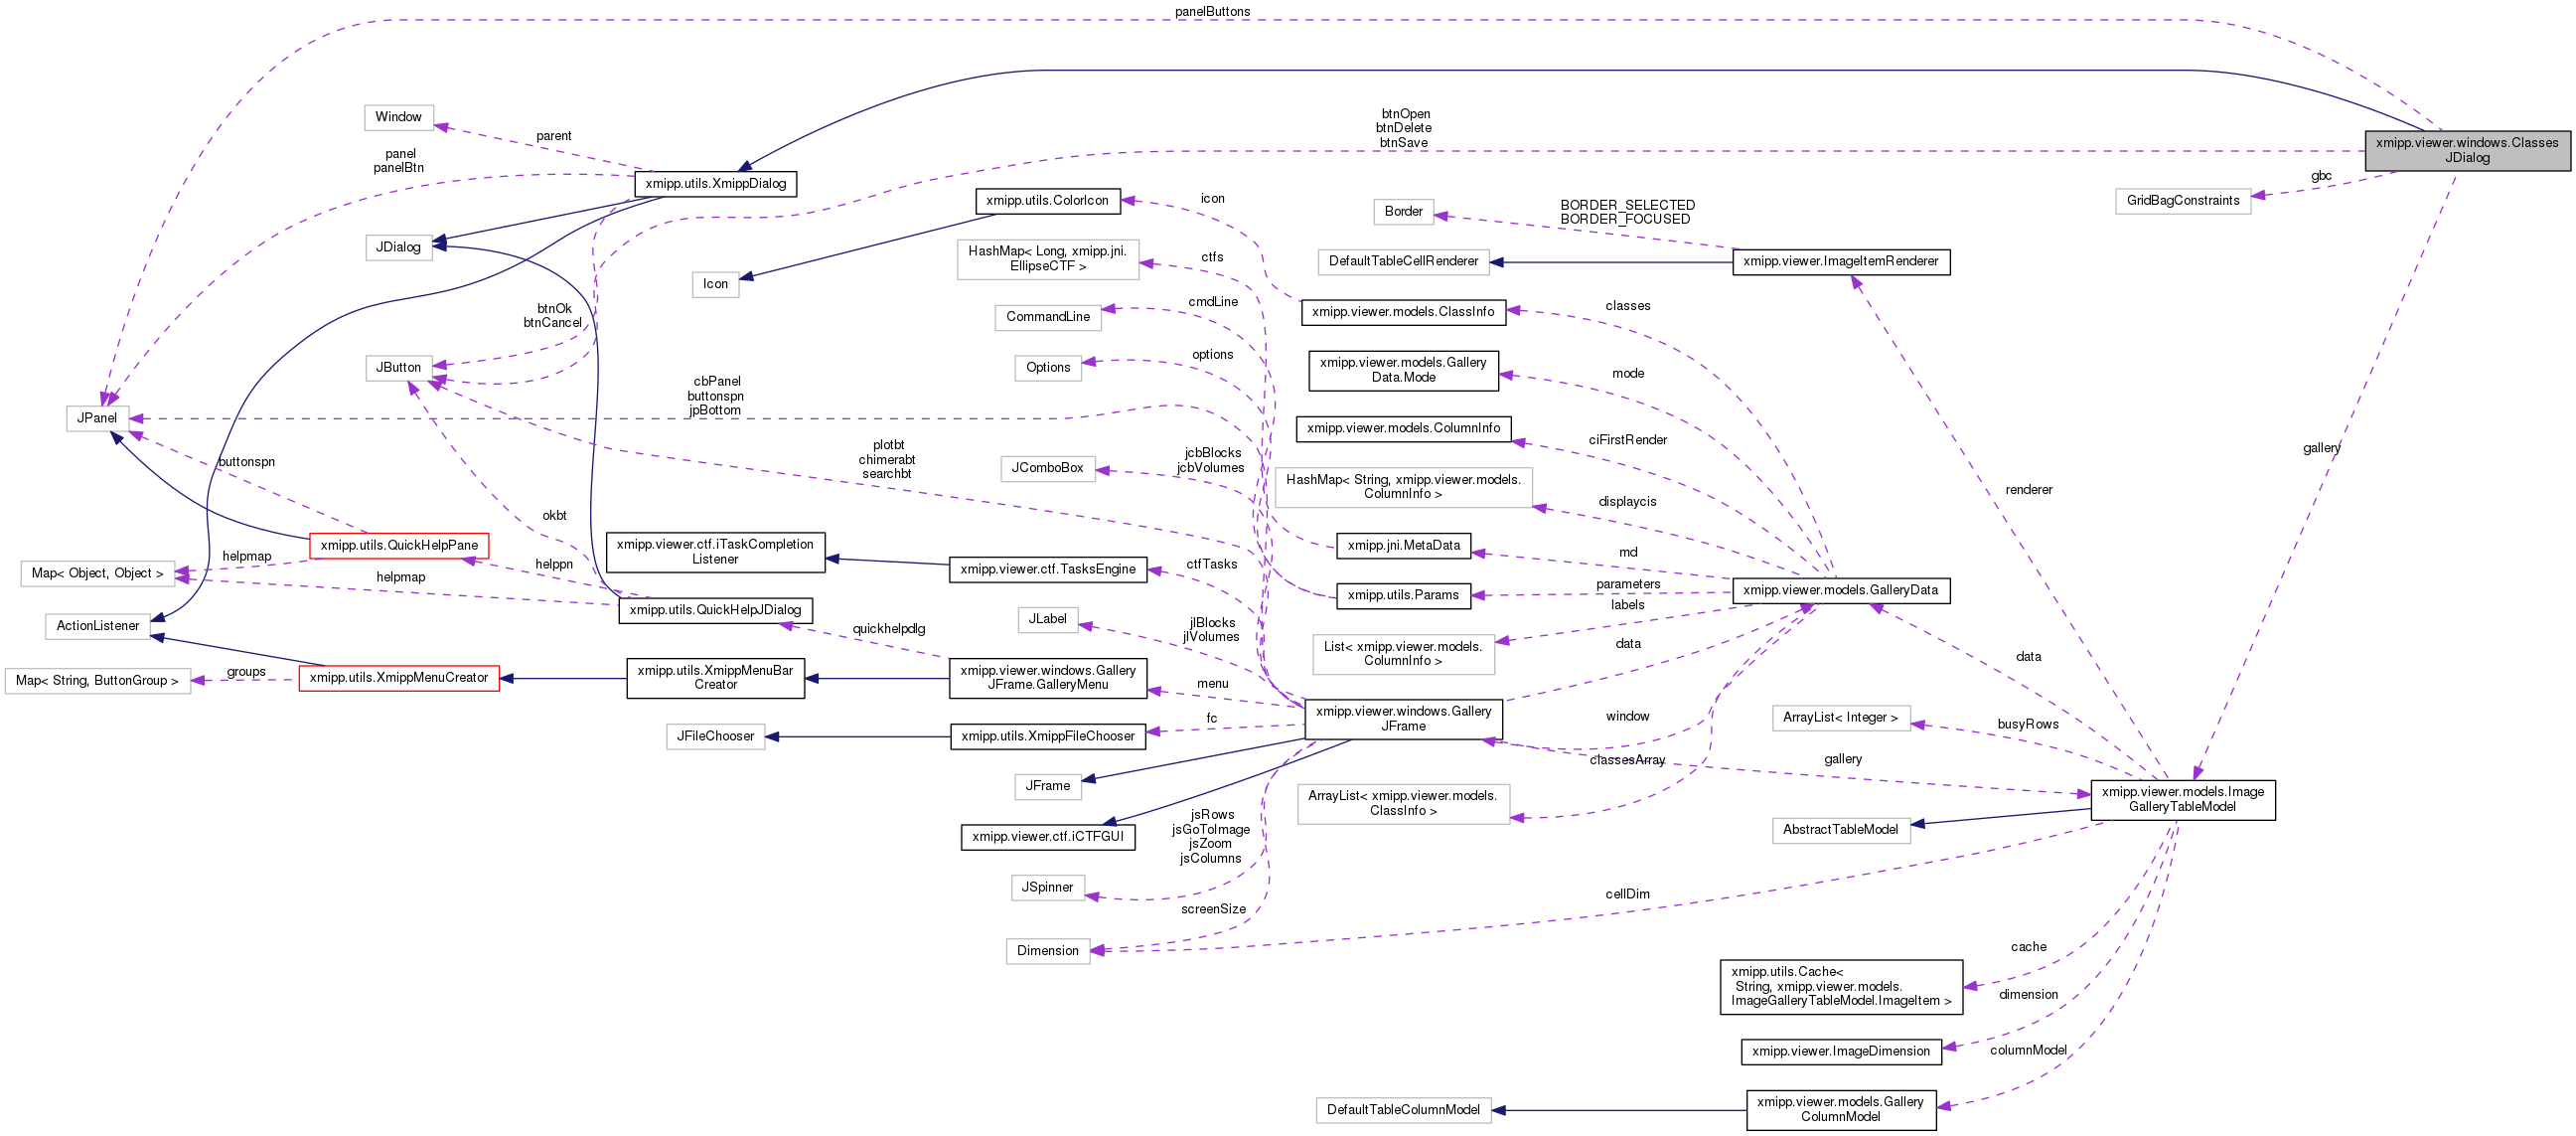 panelButtons
Window
parent
btnOpen
btnDelete
btnSave
xmipp.viewer.windows.Classes
JDialog
panel
panelBtn
xmipp.utils.XmippDialog
gbc
GridBagConstraints
xmipp.utils.ColorIcon
icon
Border
BORDER_SELECTED
BORDER_FOCUSED
JDialog
HashMap< Long, xmipp.jni.
EllipseCTF >
ctfs
DefaultTableCellRenderer
xmipp.viewer.ImageItemRenderer
Icon
cmdLine
btnOk
btnCancel
CommandLine
xmipp.viewer.models.ClassInfo
classes
JButton
Options
options
xmipp.viewer.models.Gallery
Data.Mode
mode
cbPanel
buttonspn
jpBottom
JPanel
xmipp.viewer.models.ColumnInfo
ciFirstRender
gallery
plotbt
chimerabt
searchbt
buttonspn
JComboBox
jcbBlocks
jcbVolumes
HashMap< String, xmipp.viewer.models.
ColumnInfo >
displaycis
renderer
okbt
xmipp.utils.QuickHelpPane
xmipp.viewer.ctf.iTaskCompletion
Listener
xmipp.jni.MetaData
md
helpmap
helppn
Map< Object, Object >
helpmap
xmipp.viewer.ctf.TasksEngine
ctfTasks
xmipp.utils.Params
parameters
xmipp.viewer.models.GalleryData
xmipp.utils.QuickHelpJDialog
labels
ActionListener
quickhelpdlg
JLabel
jlBlocks
jlVolumes
List< xmipp.viewer.models.
ColumnInfo >
data
data
Map< String, ButtonGroup >
groups
xmipp.utils.XmippMenuCreator
xmipp.utils.XmippMenuBar
Creator
xmipp.viewer.windows.Gallery
JFrame.GalleryMenu
menu
xmipp.viewer.windows.Gallery
JFrame
window
ArrayList< Integer >
busyRows
JFileChooser
xmipp.utils.XmippFileChooser
fc
classesArray
gallery
JFrame
ArrayList< xmipp.viewer.models.
ClassInfo >
xmipp.viewer.models.Image
GalleryTableModel
xmipp.viewer.ctf.iCTFGUI
jsRows
jsGoToImage
jsZoom
jsColumns
AbstractTableModel
JSpinner
cellDim
screenSize
Dimension
cache
xmipp.utils.Cache<
String, xmipp.viewer.models.
ImageGalleryTableModel.ImageItem >
dimension
xmipp.viewer.ImageDimension
columnModel
DefaultTableColumnModel
xmipp.viewer.models.Gallery
ColumnModel